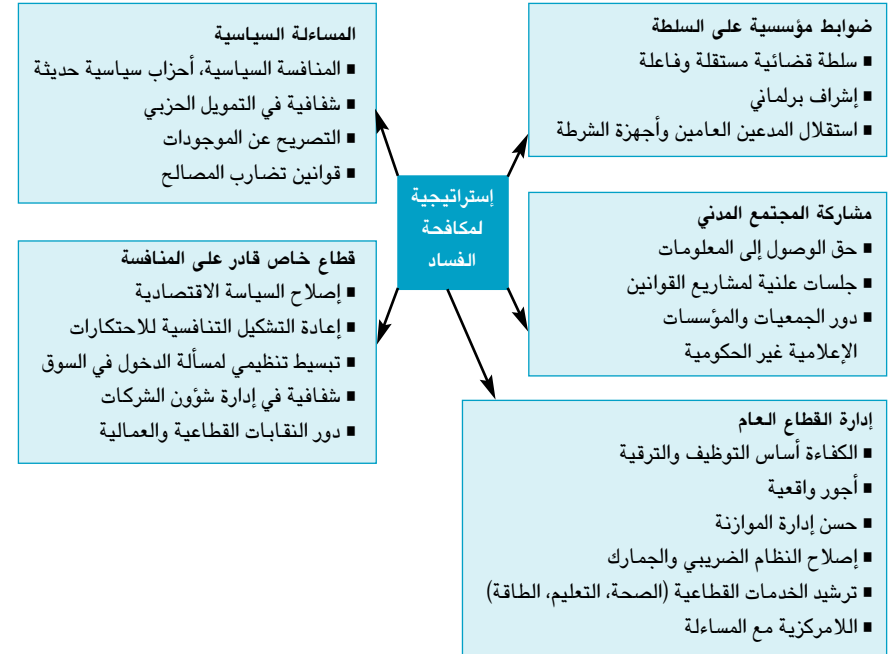 ضوابط مؤسسية على السلطة
■ سلطة قضائية مستقلة وفاعلة
■ إشراف برلماني
■ استقلال المدعين العامين وأجهزة الشرطة
المساءلة السياسية
■ المنافسة السياسية، أحزاب سياسية حديثة
■ شفافية في التمويل الحزبي
■ التصريح عن الموجودات
■ قوانين تضارب المصالح
إستراتيجية
لمكافحة
الفساد
مشاركة المجتمع المدني
■ حق الوصول إلى المعلومات
■ جلسات علنية لمشاريع القوانين
■ دور الجمعيات والمؤسسات
الإعلامية غير الحكومية
قطاع خاص قادر على المنافسة
■ إصلاح السياسة الاقتصادية
■ إعادة التشكيل التنافسية للاحتكارات
■ تبسيط تنظيمي لمسألة الدخول في السوق
■ شفافية في إدارة شؤون الشركات
■ دور النقابات القطاعية والعمالية
إدارة القطاع العام
■ الكفاءة أساس التوظيف والترقية
■ أجور واقعية
■ حسن إدارة الموازنة
■ إصلاح النظام الضريبي والجمارك
■ ترشيد الخدمات القطاعية (الصحة، التعليم، الطاقة)
■ اللامركزية مع المساءلة